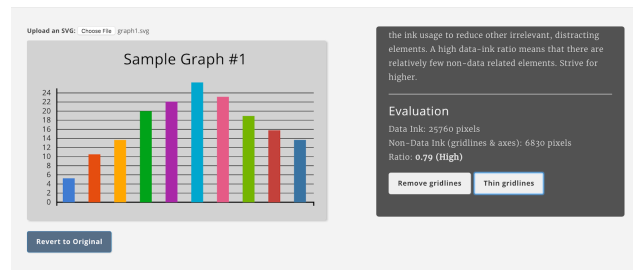 Upload an SVG: Choose File graph1.svg
Sample Graph #1
24
22
20
18
16
14
12
10
8
6
4
2
0
Revert to Original
the ink usage to reduce other irrelevant, distracting
elements. A high data-ink ratio means that there are
relatively few non-data related elements. Strive for
higher.
Evaluation
Data Ink: 25760 pixels
Non-Data Ink (gridlines & axes): 6830 pixels
Ratio: 0.79 (High)
Remove gridlines Thin gridlines